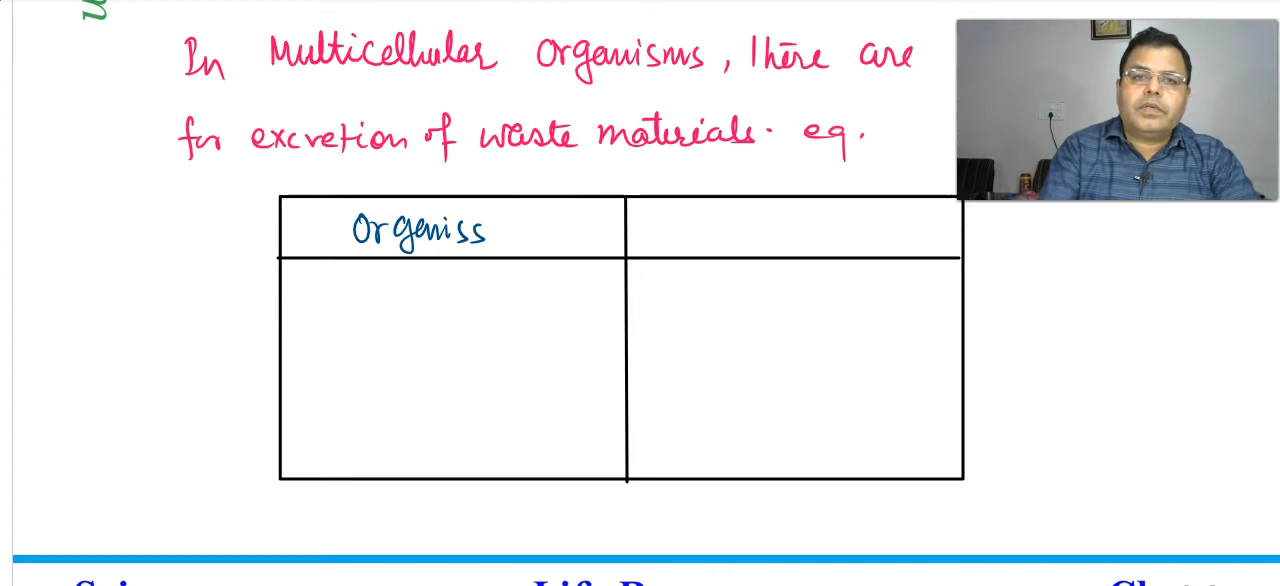 In Multicellular Organisms, there are
for excretion of waste materials. eg.
Organiss